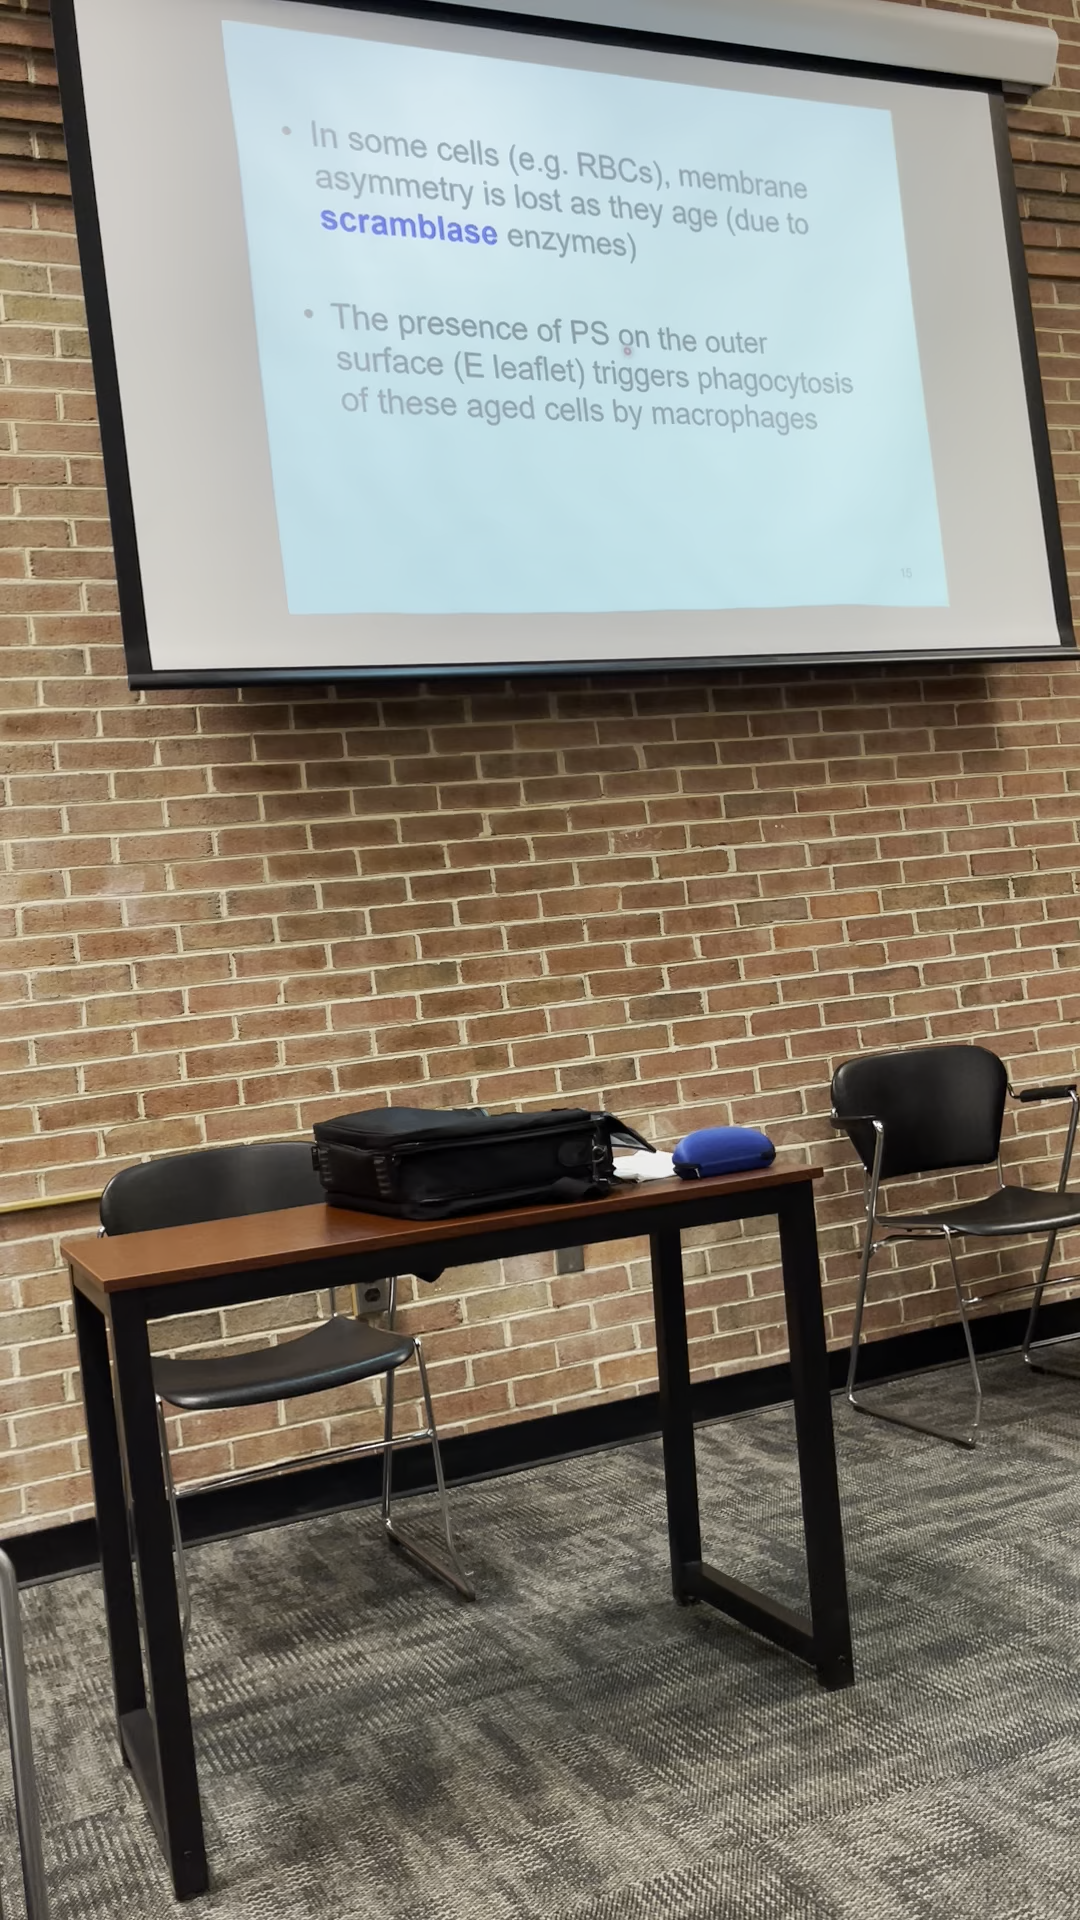 • In some cells (e.g. RBCs), membrane
asymmetry is lost as they age (due to
scramblase enzymes)
• The presence of PS on the outer
surface (E leaflet) triggers phagocytosis
of these aged cells by macrophages
15